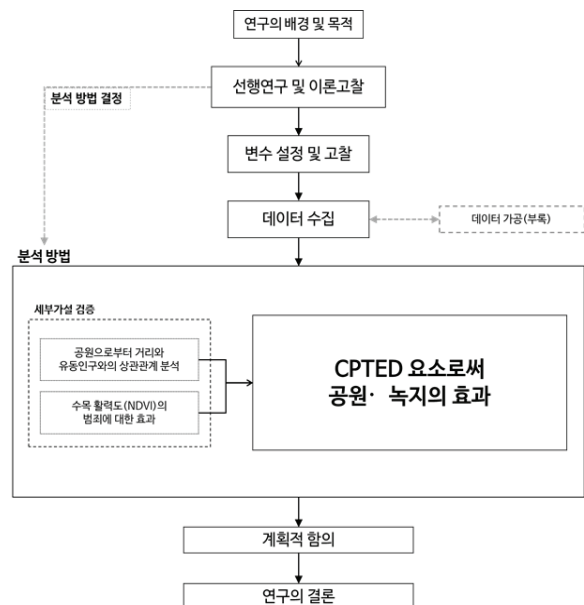 연구의 배경 및 목적
선행연구 및 이론고찰
분석 방법 결정
변수 설정 및 고찰
데이터 수집
데이터 가공(부록)
분석 방법
세부가설 검증
공원으로부터 거리와
유동인구와의 상관관계 분석
수목 활력도(NDVI)의
범죄에 대한 효과
CPTED 요소로써
공원· 녹지의 효과
계획적 함의
연구의 결론